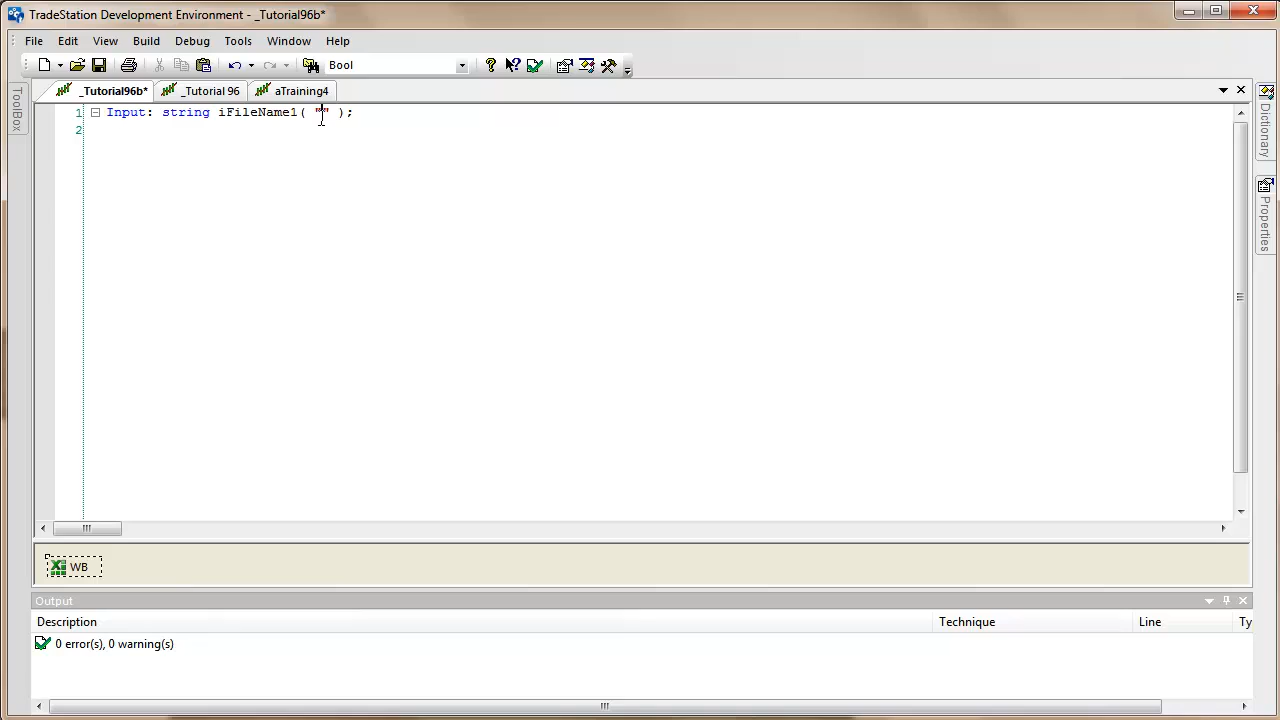 TradeStation Development Environment - _Tutorial96b*
File Edit View Build Debug Tools Window Help
Bool
_Tutorial96b* _Tutorial 96 aTraining4
ToolBox
1 Input: string iFileName1( "" );
2
Dictionary
Properties
WB
Output
Description Technique Line Ty
0 error(s), 0 warning(s)